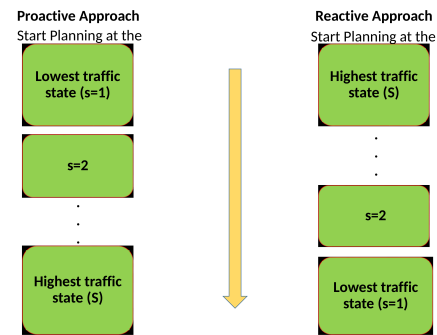 Proactive Approach
Start Planning at the
Lowest traffic
state (s=1)
s=2
.
.
.
Highest traffic
state (S)
Reactive Approach
Start Planning at the
Highest traffic
state (S)
.
.
.
s=2
Lowest traffic
state (s=1)